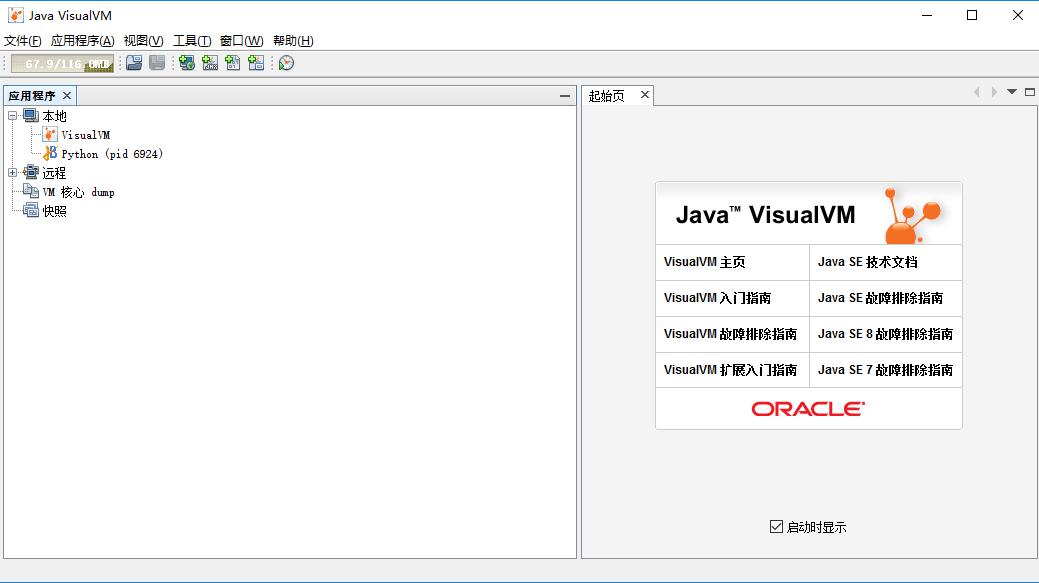 Java VisualVM
文件(F) 应用程序(A) 视图(V) 工具(T) 窗口(W) 帮助(H)
67.9/116.0MB
应用程序
本地
VisualVM
Python (pid 6924)
远程
VM 核心 dump
快照
起始页
Java™ VisualVM
VisualVM 主页 Java SE 技术文档
VisualVM 入门指南 Java SE 故障排除指南
VisualVM 故障排除指南 Java SE 8 故障排除指南
VisualVM 扩展入门指南 Java SE 7 故障排除指南
ORACLE
启动时显示